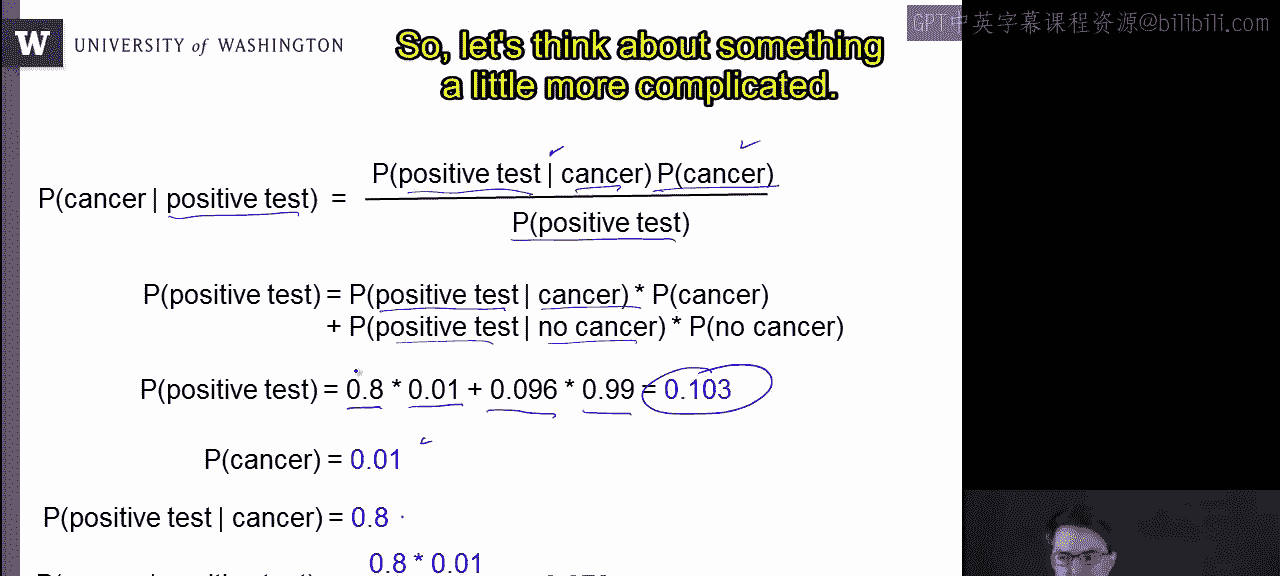 W UNIVERSITY of WASHINGTON
GPT中英字幕课程资源@bilibili.com
So, let's think about something
a little more complicated.
P(positive test | cancer) P(cancer)
P(cancer | positive test) =
P(positive test)
P(positive test) = P(positive test | cancer) * P(cancer)
+ P(positive test | no cancer) * P(no cancer)
P(positive test) = 0.8 * 0.01 + 0.096 * 0.99 = 0.103
P(cancer) = 0.01
P(positive test | cancer) = 0.8
0.8 * 0.01